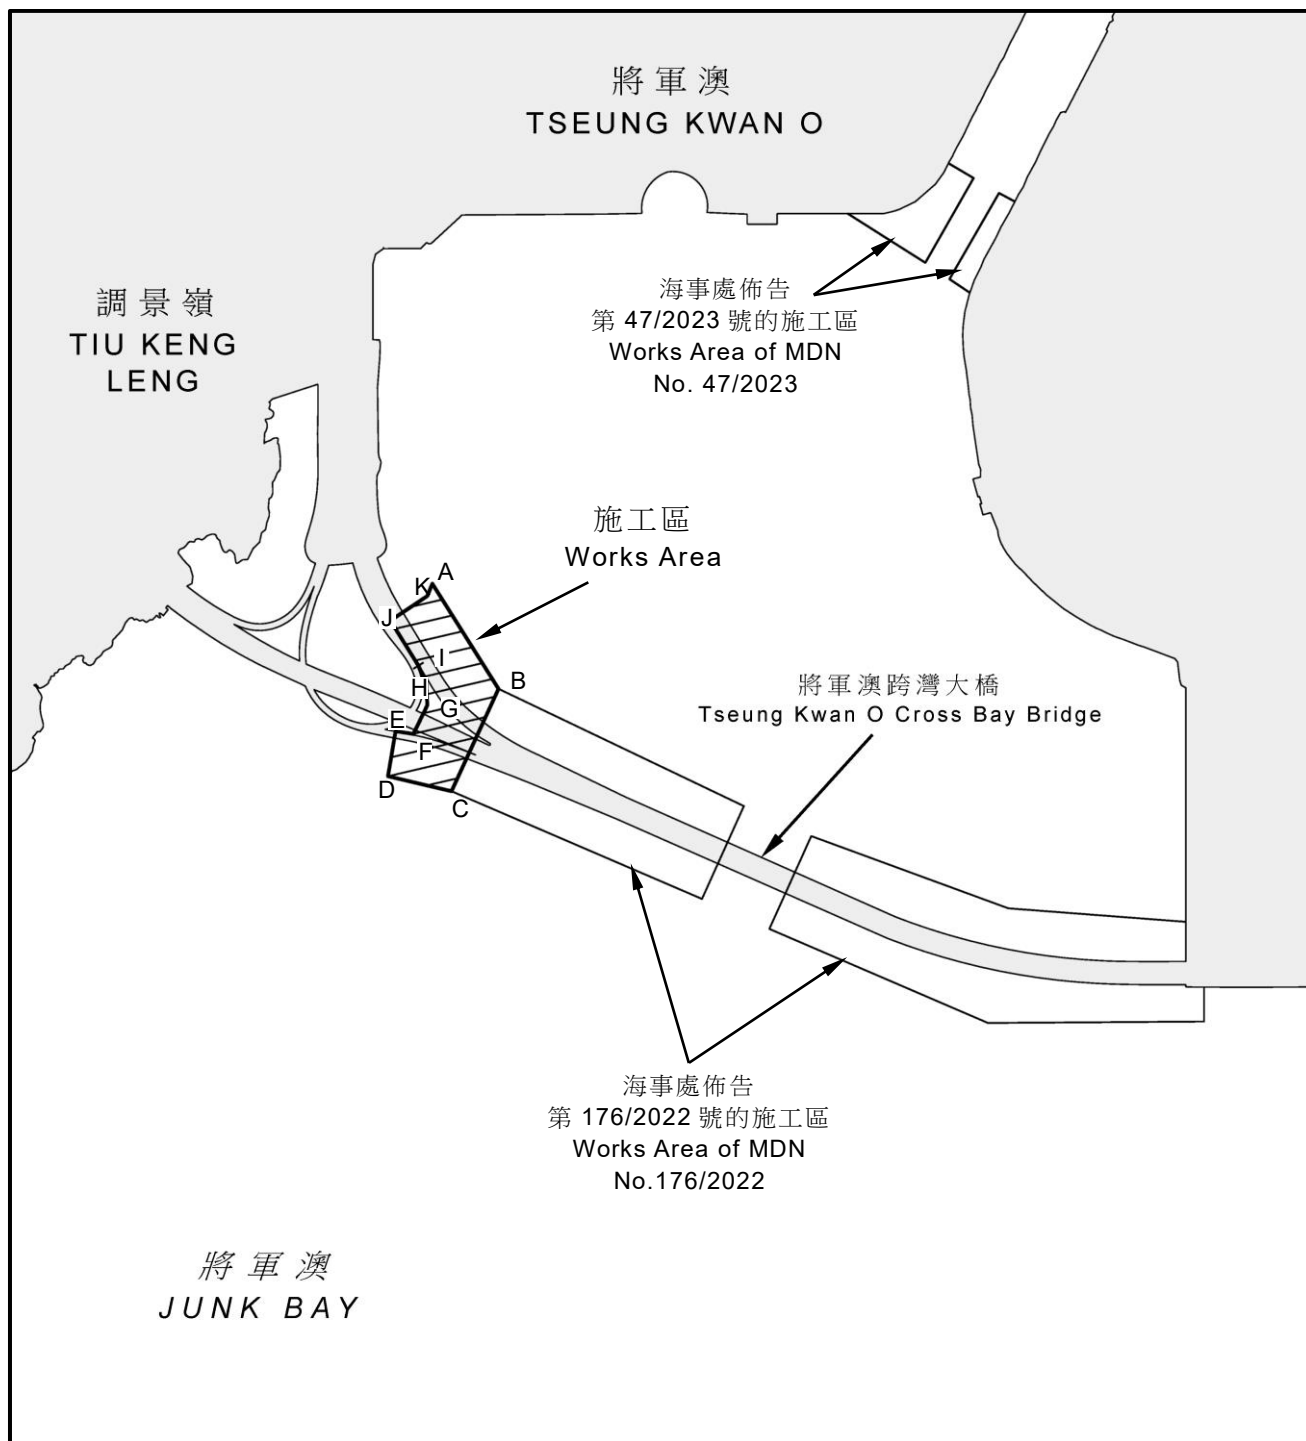 將軍澳
TSEUNG KWAN O
調景嶺
TIU KENG
LENG
海事處佈告
第 47/2023 號的施工區
Works Area of MDN
No. 47/2023
施工區
Works Area
A
K
J
I
B
H
G
E
F
D
C
將軍澳跨灣大橋
Tseung Kwan O Cross Bay Bridge
海事處佈告
第 176/2022 號的施工區
Works Area of MDN
No.176/2022
將軍澳
JUNK BAY